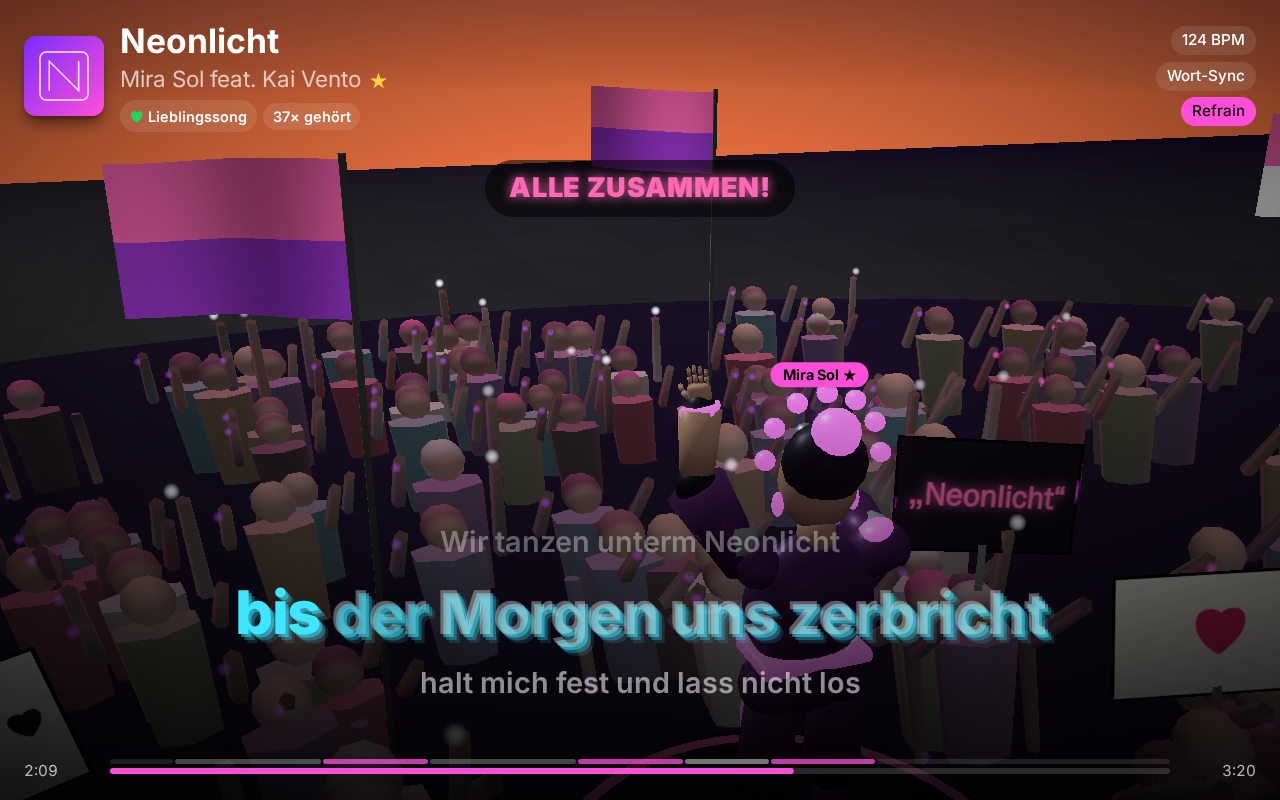 Neonlicht
Mira Sol feat. Kai Vento ★
Lieblingssong
37× gehört
124 BPM
Wort-Sync
Refrain
ALLE ZUSAMMEN!
Mira Sol ★
„Neonlicht“
Wir tanzen unterm Neonlicht
bis der Morgen uns zerbricht
halt mich fest und lass nicht los
2:09
3:20